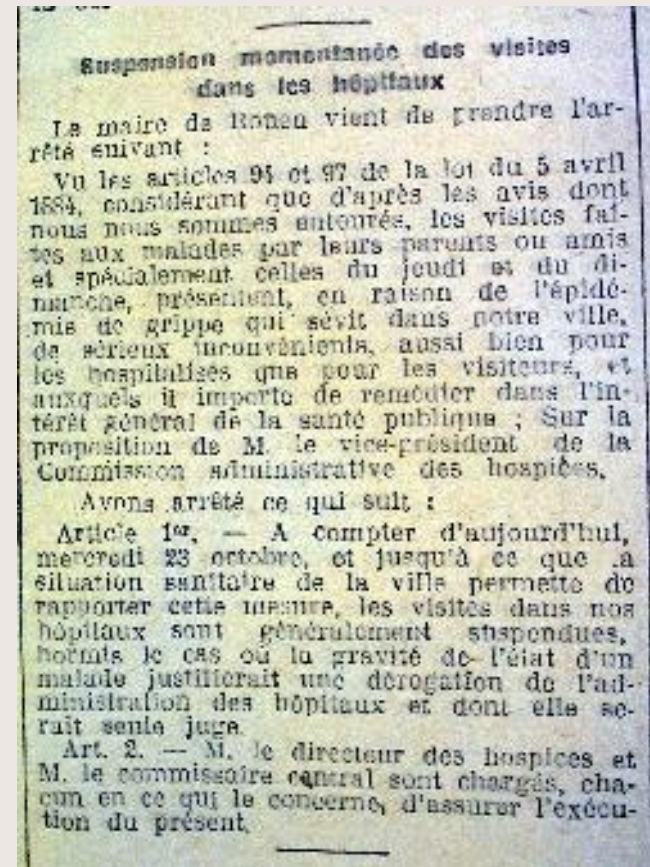 Suspension momentanée des visites
dans les hôpitaux
Le maire de Rouen vient de prendre l'ar-
rêté suivant :
Vu les articles 94 et 97 de la loi du 5 avril
1884, considérant que d'après les avis dont
nous nous sommes entourés, les visites fai-
tes aux malades par leurs parents ou amis
et spécialement celles du jeudi et du di-
manche, présentent, en raison de l'épidé-
mie de grippe qui sévit dans notre ville,
de sérieux inconvénients, aussi bien pour
les hospitalisés que pour les visiteurs, et
auxquels il importe de remédier dans l'in-
térêt général de la santé publique ; Sur la
proposition de M. le vice-président de la
Commission administrative des hospices,
Avons arrêté ce qui suit :
Article 1er. — A compter d'aujourd'hui,
mercredi 23 octobre, et jusqu'à ce que la
situation sanitaire de la ville permette de
rapporter cette mesure, les visites dans nos
hôpitaux sont généralement suspendues,
hormis le cas où la gravité de l'état d'un
malade justifierait une dérogation de l'ad-
ministration des hôpitaux et dont elle se-
rait seule juge.
Art. 2. — M. le directeur des hospices et
M. le commissaire central sont chargés, cha-
cun en ce qui le concerne, d'assurer l'exécu-
tion du présent.